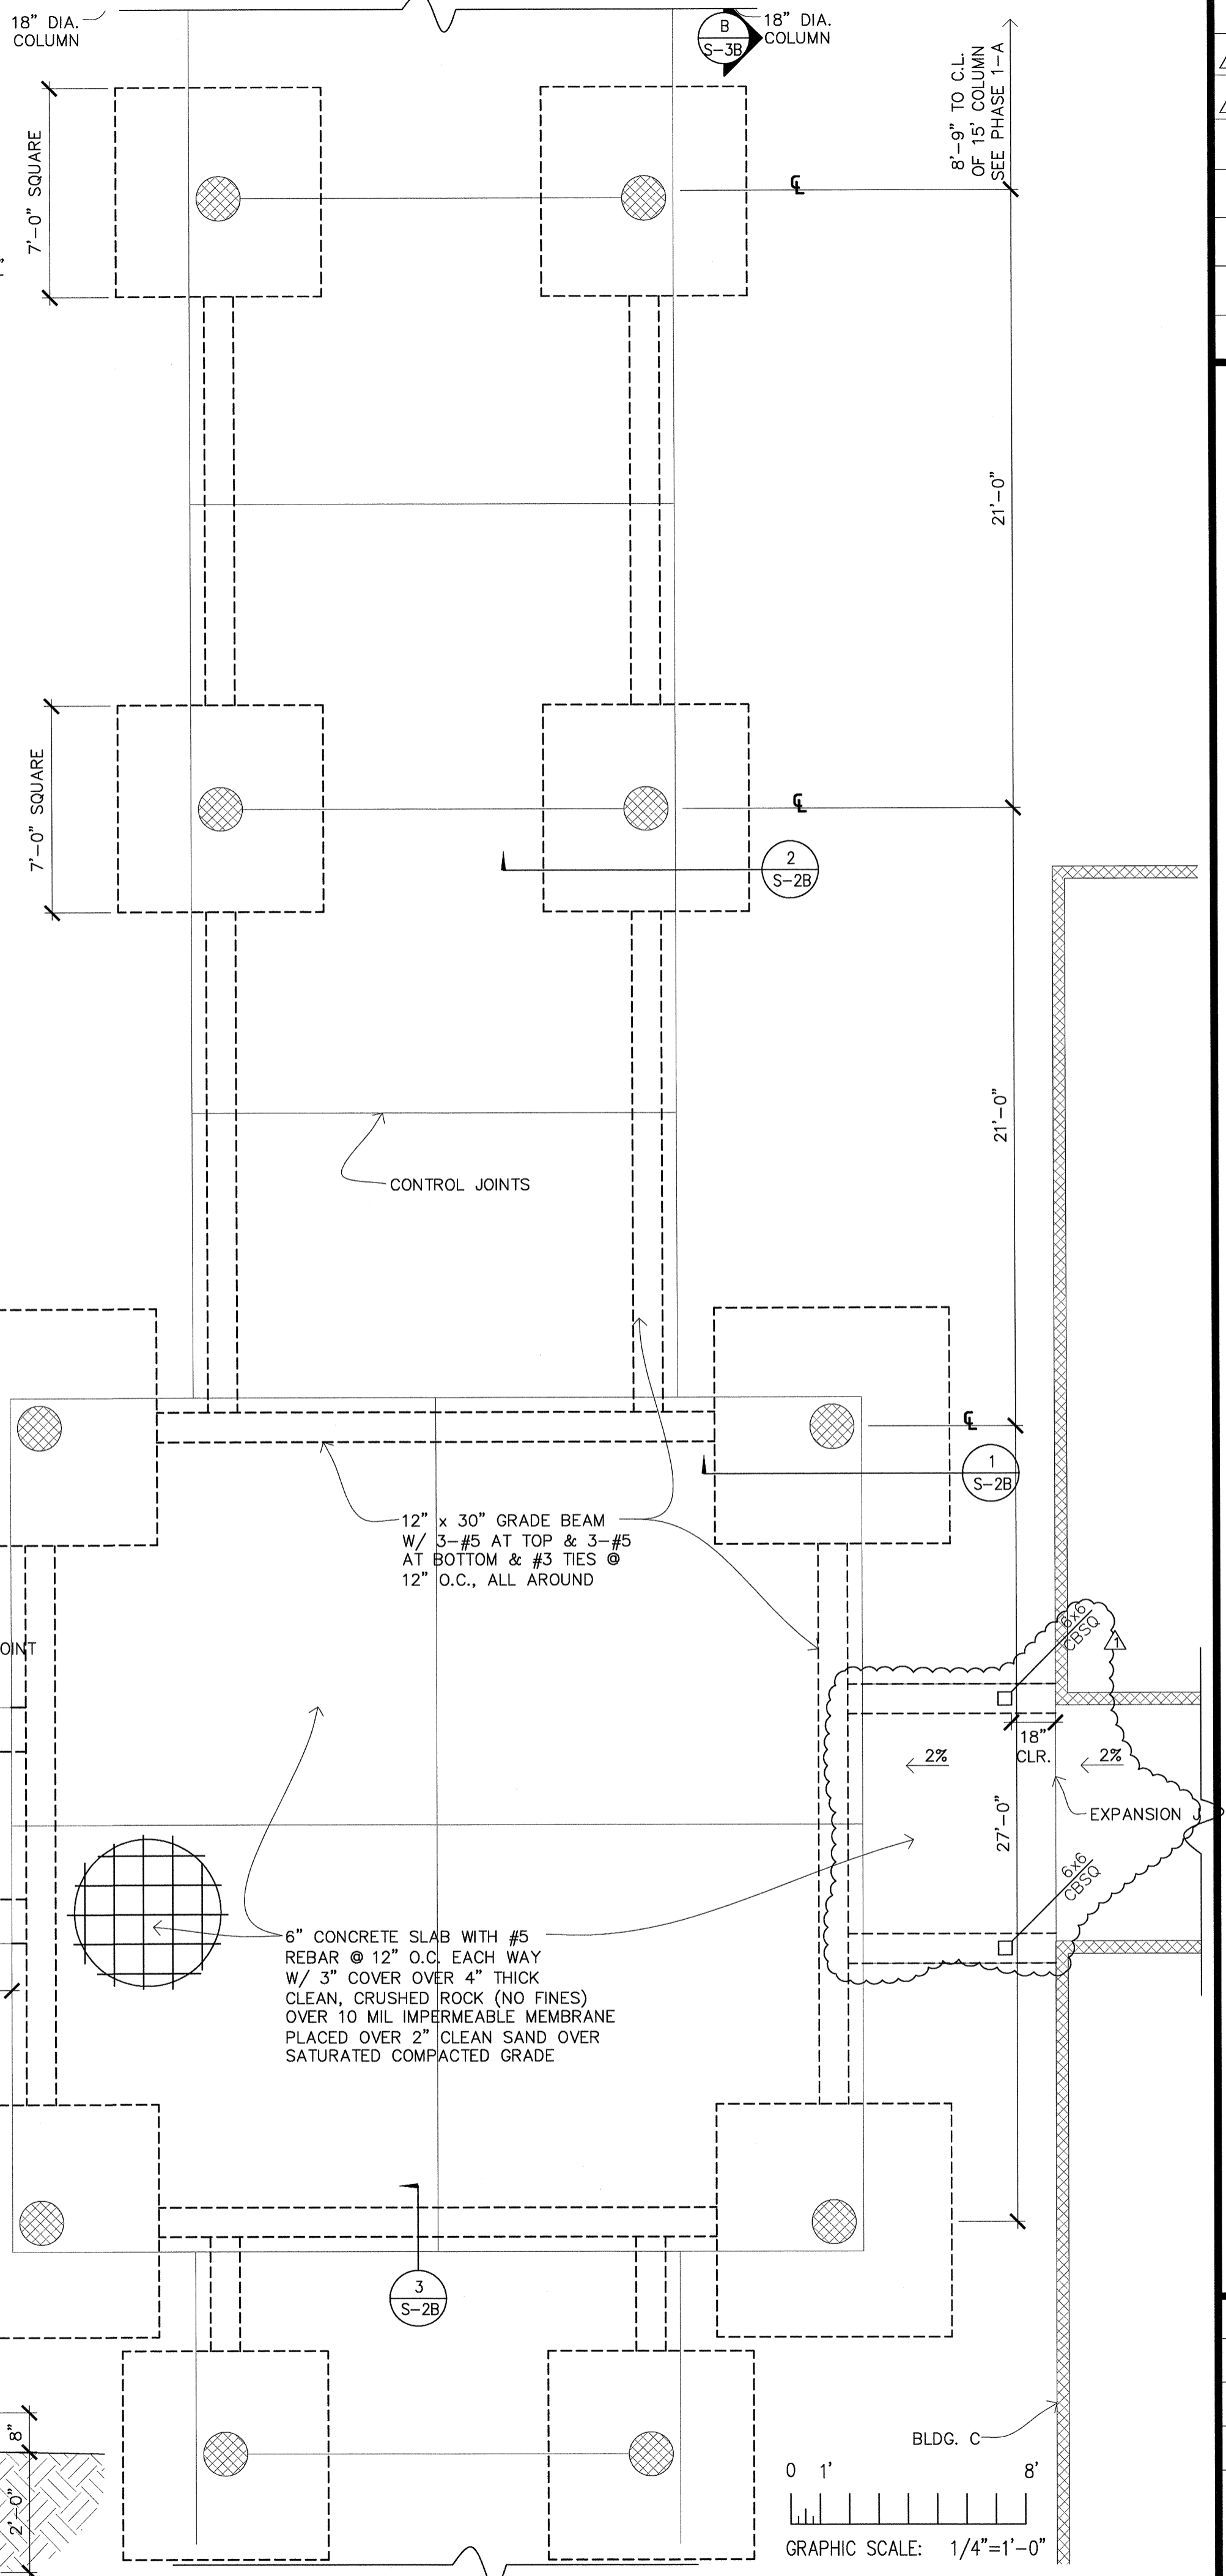 18" DIA.
COLUMN
B
S-3B
18" DIA.
COLUMN
8'-9" TO C.L.
OF 15' COLUMN
SEE PHASE 1-A
7'-0" SQUARE
℄
21'-0"
7'-0" SQUARE
℄
2
S-2B
21'-0"
CONTROL JOINTS
℄
1
S-2B
12" x 30" GRADE BEAM
W/ 3-#5 AT TOP & 3-#5
AT BOTTOM & #3 TIES @
12" O.C., ALL AROUND
6x6
CBSQ
1
OINT
18"
CLR.
2%
2%
27'-0"
EXPANSION J
6x6
CBSQ
6" CONCRETE SLAB WITH #5
REBAR @ 12" O.C. EACH WAY
W/ 3" COVER OVER 4" THICK
CLEAN, CRUSHED ROCK (NO FINES)
OVER 10 MIL IMPERMEABLE MEMBRANE
PLACED OVER 2" CLEAN SAND OVER
SATURATED COMPACTED GRADE
3
S-2B
8"
2'-0"
BLDG. C
0 1' 8'
GRAPHIC SCALE: 1/4"=1'-0"